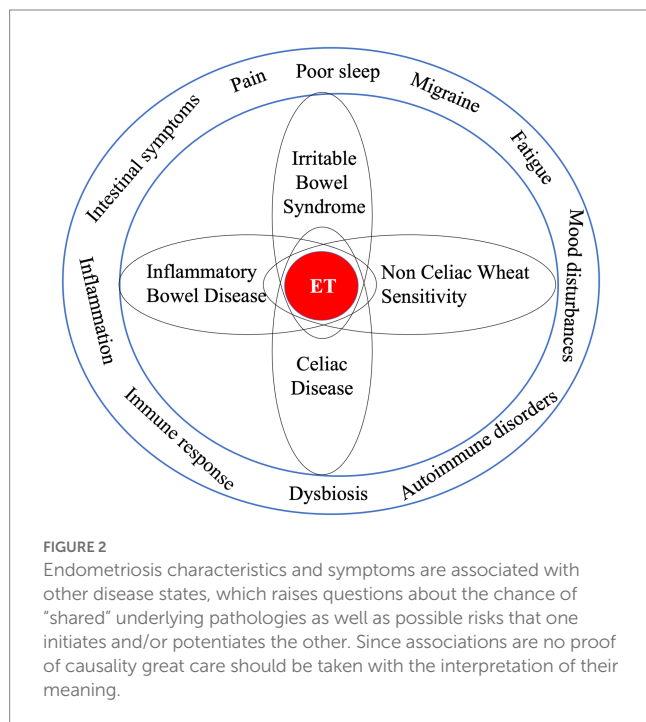 Poor sleep
Migraine
Fatigue
Mood disturbances
Autoimmune disorders
Dysbiosis
Immune response
Inflammation
Intestinal symptoms
Pain
Irritable
Bowel
Syndrome
Inflammatory
Bowel Disease
ET
Non Celiac Wheat
Sensitivity
Celiac
Disease
FIGURE 2
Endometriosis characteristics and symptoms are associated with
other disease states, which raises questions about the chance of
“shared” underlying pathologies as well as possible risks that one
initiates and/or potentiates the other. Since associations are no proof
of causality great care should be taken with the interpretation of their
meaning.